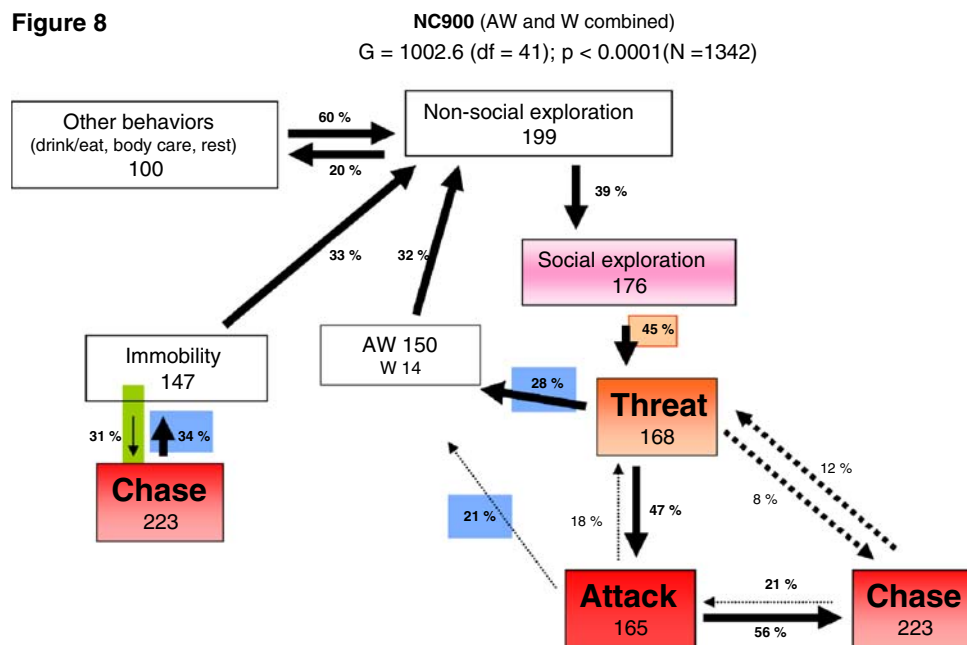 Figure 8
NC900 (AW and W combined)
G = 1002.6 (df = 41); p < 0.0001(N =1342)
Other behaviors
(drink/eat, body care, rest)
100
60 %
20 %
Non-social exploration
199
39 %
33 %
32 %
Social exploration
176
45 %
Immobility
147
AW 150
W 14
28 %
Threat
168
31 %
34 %
Chase
223
12 %
8 %
21 %
18 %
47 %
Attack
165
21 %
56 %
Chase
223